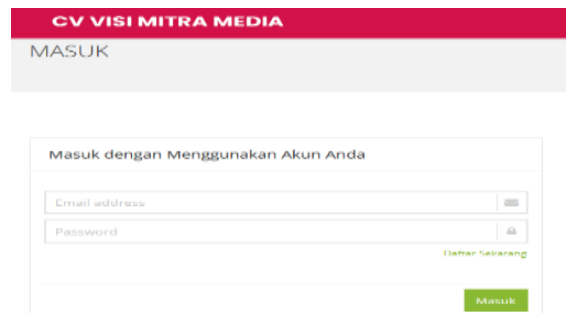 CV VISI MITRA MEDIA
MASUK
Masuk dengan Menggunakan Akun Anda
Email address
Password
Daftar Sekarang
Masuk